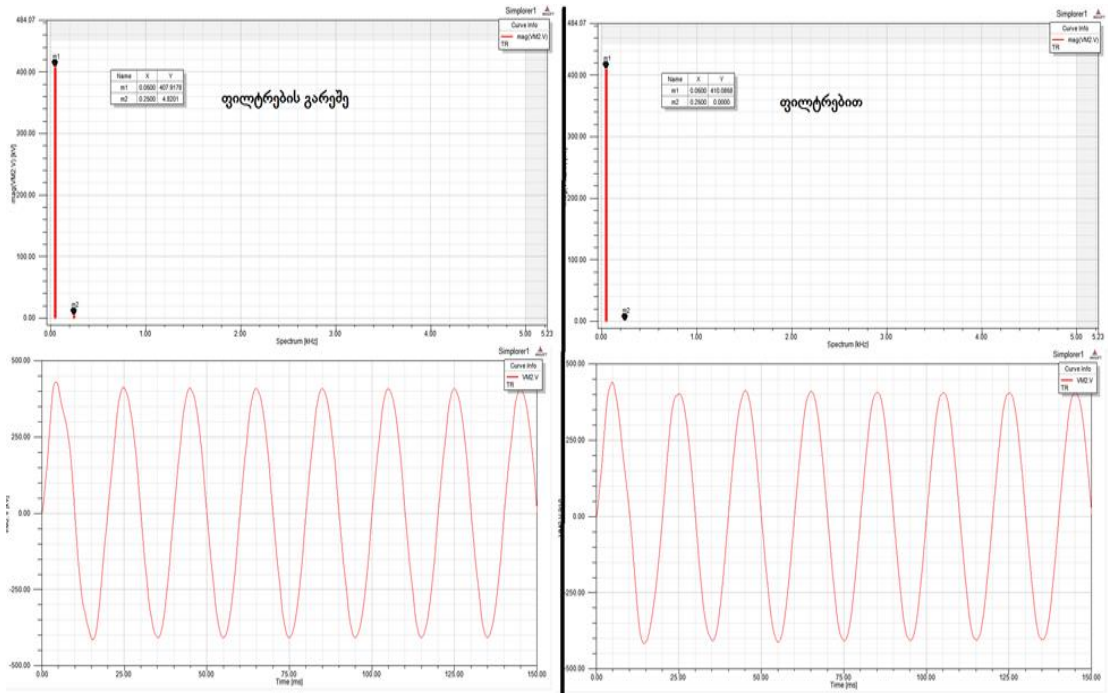 Simplorer1
484.07
Curve Info
mag(VM2.V)
TR
m1
Name X Y
m1 0.0500 407.9179
m2 0.2500 4.8201
ფილტრების გარეშე
400.00
300.00
200.00
100.00
0.00
mag(VM2.V) [kV]
m2
0.00 1.00 2.00 3.00 4.00 5.00 5.23
Spectrum [kHz]
Simplorer1
484.07
Curve Info
mag(VM2.V)
TR
m1
Name X Y
m1 0.0500 410.0868
m2 0.2500 0.0000
ფილტრებით
400.00
300.00
200.00
100.00
0.00
m2
0.00 1.00 2.00 3.00 4.00 5.00 5.23
Spectrum [kHz]
Simplorer1
500.00
Curve Info
VM2.V
TR
250.00
0.00
-250.00
-500.00
0.00 25.00 50.00 75.00 100.00 125.00 150.00
Time [ms]
Simplorer1
500.00
Curve Info
VM2.V
TR
250.00
0.00
-250.00
-500.00
0.00 25.00 50.00 75.00 100.00 125.00 150.00
Time [ms]